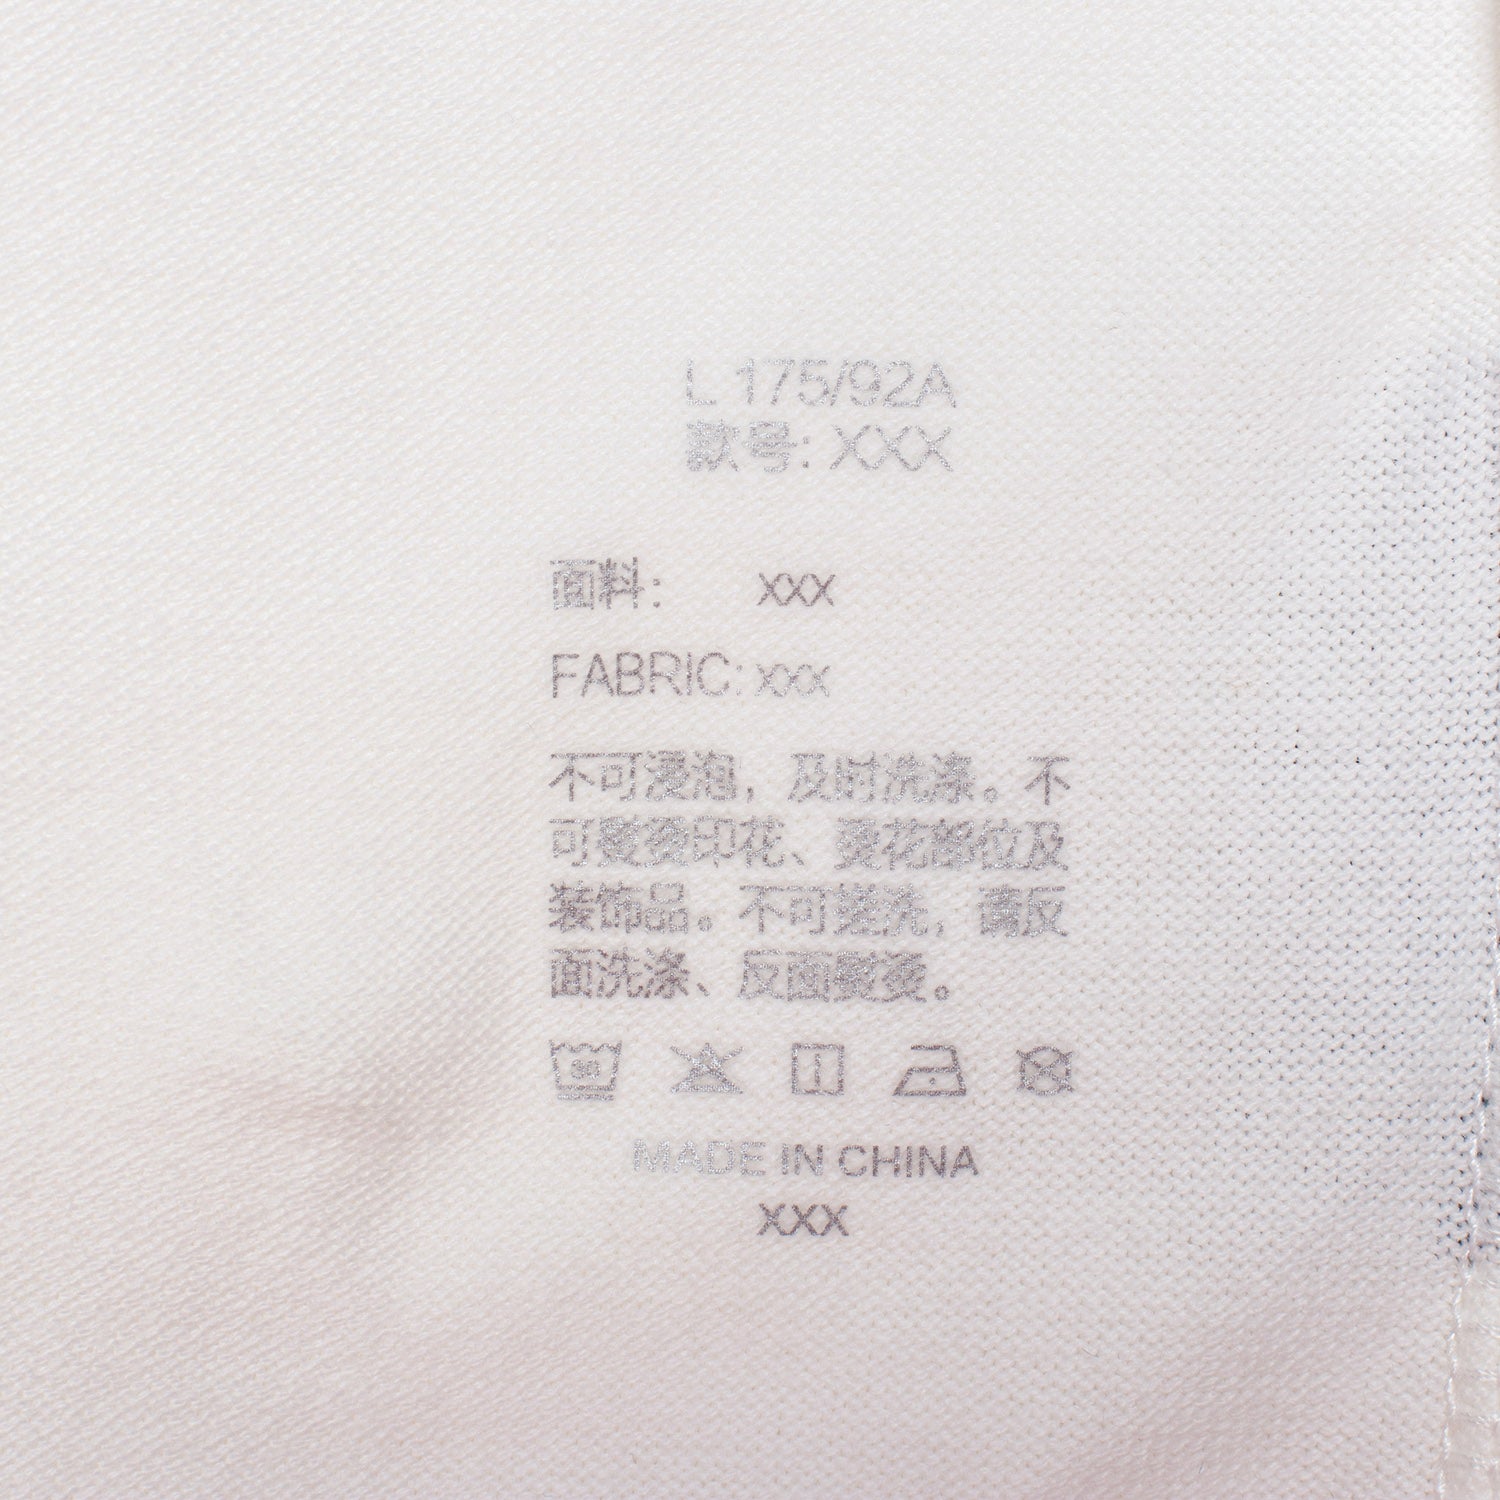 L 175/92A
款号: XXX
面料: XXX
FABRIC: XXX
不可浸泡，及时洗涤。不
可熨烫印花、烫花部位及
装饰品。不可搓洗，请反
面洗涤、反面熨烫。
30
MADE IN CHINA
XXX